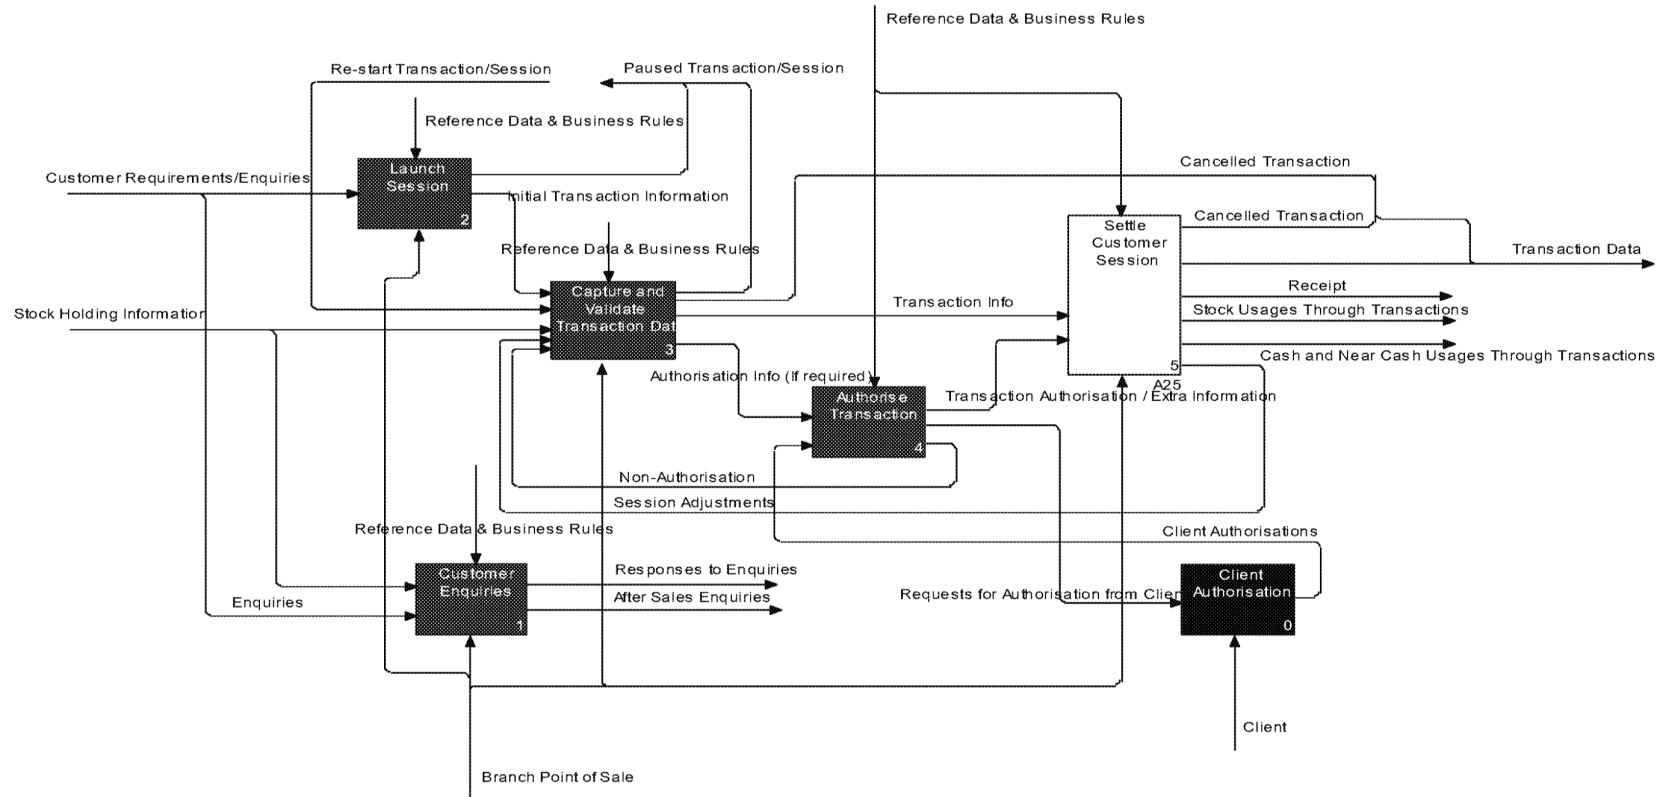 Reference Data & Business Rules
Re-start Transaction/Session
Paused Transaction/Session
Reference Data & Business Rules
Cancelled Transaction
Launch
Session
2
Customer Requirements/Enquiries
Initial Transaction Information
Cancelled Transaction
Settle
Customer
Session
Reference Data & Business Rules
Transaction Data
Capture and
Validate
Transaction Dat
3
Receipt
Transaction Info
Stock Holding Information
Stock Usages Through Transactions
Cash and Near Cash Usages Through Transactions
5
A25
Authorisation Info (If required)
Authorise
Transaction
4
Transaction Authorisation / Extra Information
Non-Authorisation
Session Adjustments
Reference Data & Business Rules
Client Authorisations
Customer
Enquiries
1
Responses to Enquiries
After Sales Enquiries
Enquiries
Requests for Authorisation from Clien
Client
Authorisation
0
Client
Branch Point of Sale